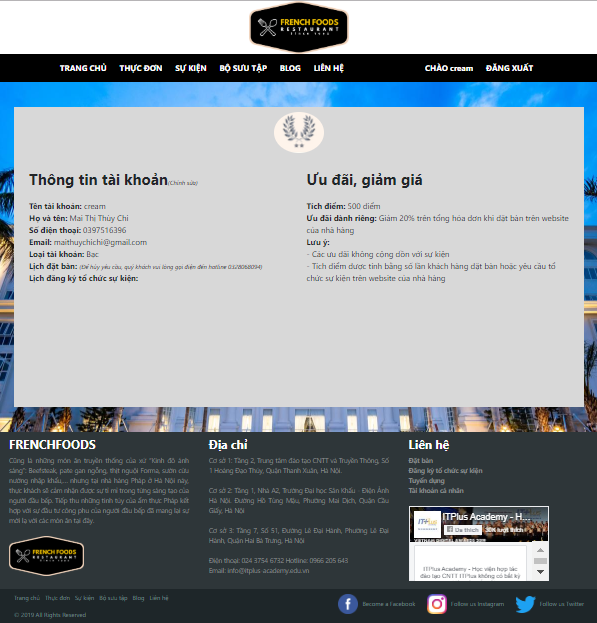 FRENCH FOODS
RESTAURANT
SINCE 2002
TRANG CHỦ THỰC ĐƠN SỰ KIỆN BỘ SƯU TẬP BLOG LIÊN HỆ CHÀO cream ĐĂNG XUẤT
Thông tin tài khoản(Chỉnh sửa)
Tên tài khoản: cream
Họ và tên: Mai Thị Thùy Chi
Số điện thoại: 0397516396
Email: maithuychichi@gmail.com
Loại tài khoản: Bạc
Lịch đặt bàn: (Để hủy yêu cầu, quý khách vui lòng gọi điện đến hotline 0328068094)
Lịch đăng ký tổ chức sự kiện:
Ưu đãi, giảm giá
Tích điểm: 500 điểm
Ưu đãi dành riêng: Giảm 20% trên tổng hóa đơn khi đặt bàn trên website
của nhà hàng
Lưu ý:
- Các ưu đãi không cộng dồn với sự kiện
- Tích điểm được tính bằng số lần khách hàng đặt bàn hoặc yêu cầu tổ
chức sự kiện trên website của nhà hàng
FRENCHFOODS
Cũng là những món ăn truyền thống của xứ "Kinh đô ánh
sáng": Beefsteak, pate gan ngỗng, thịt nguội Forma, sườn cừu
nướng nhập khẩu,... nhưng tại nhà hàng Pháp ở Hà Nội này,
thực khách sẽ cảm nhận được sự tỉ mỉ trong từng sáng tạo của
người đầu bếp. Tiếp thu những tinh túy của ẩm thực Pháp kết
hợp với sự đầu tư công phu của người đầu bếp đã mang lại sự
mới lạ với các món ăn tại đây.
FRENCH FOODS
RESTAURANT
Địa chỉ
Cơ sở 1: Tầng 2, Trung tâm đào tạo CNTT và Truyền Thông, Số
1 Hoàng Đạo Thúy, Quận Thanh Xuân, Hà Nội.
Cơ sở 2: Tầng 1, Nhà A2, Trường Đại học Sân Khấu - Điện Ảnh
Hà Nội, Đường Hồ Tùng Mậu, Phường Mai Dịch, Quận Cầu
Giấy, Hà Nội
Cơ sở 3: Tầng 7, Số 51, Đường Lê Đại Hành, Phường Lê Đại
Hành, Quận Hai Bà Trưng, Hà Nội
Điện thoại: 024 3754 6732 Hotline: 0966 205 643
Email: info@itplus-academy.edu.vn
Liên hệ
Đặt bàn
Đăng ký tổ chức sự kiện
Tuyển dụng
Tài khoản cá nhân
ITPlus
ITPlus Academy - H...
Đã thích 30K lượt thích
ITPlus Academy - Học viện hợp tác
đào tạo CNTT ITPlus không có bất kỳ
Trang chủ Thực đơn Sự kiện Bộ sưu tập Blog Liên hệ
© 2019 All Rights Reserved
Become a Facebook
Follow us Instagram
Follow us Twitter